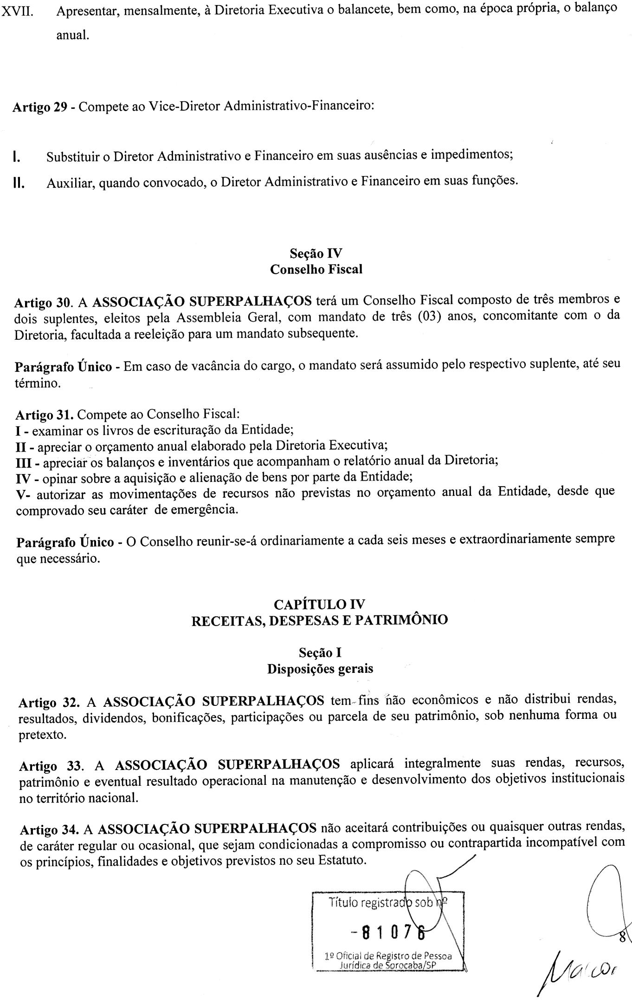 XVII. Apresentar, mensalmente, à Diretoria Executiva o balancete, bem como, na época própria, o balanço
anual.
Artigo 29 - Compete ao Vice-Diretor Administrativo-Financeiro:
I. Substituir o Diretor Administrativo e Financeiro em suas ausências e impedimentos;
II. Auxiliar, quando convocado, o Diretor Administrativo e Financeiro em suas funções.
Seção IV
Conselho Fiscal
Artigo 30. A ASSOCIAÇÃO SUPERPALHAÇOS terá um Conselho Fiscal composto de três membros e
dois suplentes, eleitos pela Assembleia Geral, com mandato de três (03) anos, concomitante com o da
Diretoria, facultada a reeleição para um mandato subsequente.
Parágrafo Único - Em caso de vacância do cargo, o mandato será assumido pelo respectivo suplente, até seu
término.
Artigo 31. Compete ao Conselho Fiscal:
I - examinar os livros de escrituração da Entidade;
II - apreciar o orçamento anual elaborado pela Diretoria Executiva;
III - apreciar os balanços e inventários que acompanham o relatório anual da Diretoria;
IV - opinar sobre a aquisição e alienação de bens por parte da Entidade;
V- autorizar as movimentações de recursos não previstas no orçamento anual da Entidade, desde que
comprovado seu caráter de emergência.
Parágrafo Único - O Conselho reunir-se-á ordinariamente a cada seis meses e extraordinariamente sempre
que necessário.
CAPÍTULO IV
RECEITAS, DESPESAS E PATRIMÔNIO
Seção I
Disposições gerais
Artigo 32. A ASSOCIAÇÃO SUPERPALHAÇOS tem fins não econômicos e não distribui rendas,
resultados, dividendos, bonificações, participações ou parcela de seu patrimônio, sob nenhuma forma ou
pretexto.
Artigo 33. A ASSOCIAÇÃO SUPERPALHAÇOS aplicará integralmente suas rendas, recursos,
patrimônio e eventual resultado operacional na manutenção e desenvolvimento dos objetivos institucionais
no território nacional.
Artigo 34. A ASSOCIAÇÃO SUPERPALHAÇOS não aceitará contribuições ou quaisquer outras rendas,
de caráter regular ou ocasional, que sejam condicionadas a compromisso ou contrapartida incompatível com
os princípios, finalidades e objetivos previstos no seu Estatuto.
Título registrado sob nº
-81076
1º Oficial de Registro de Pessoa
Jurídica de Sorocaba/SP
8